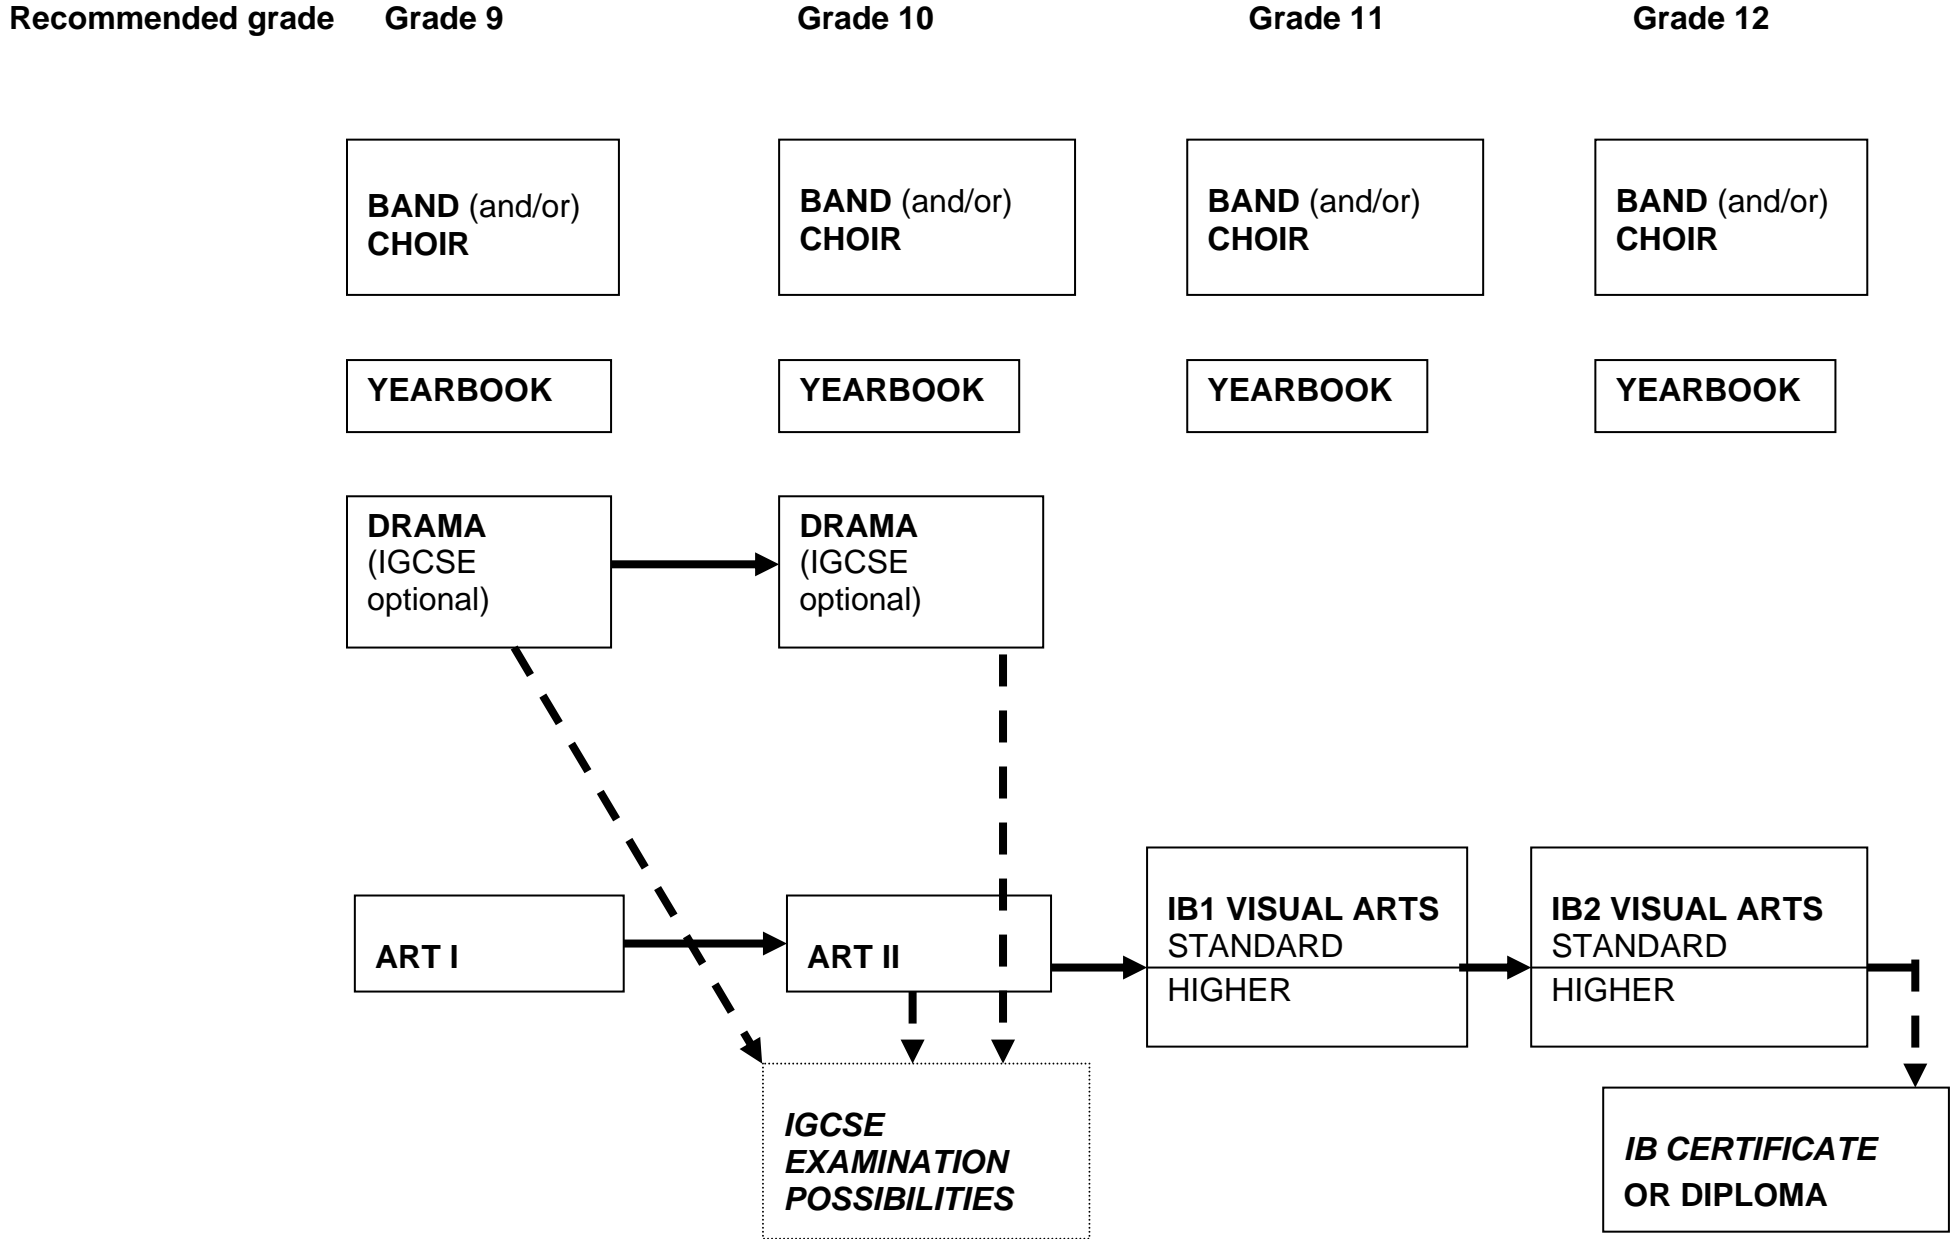 Recommended grade Grade 9 Grade 10 Grade 11 Grade 12
BAND (and/or)
CHOIR
BAND (and/or)
CHOIR
BAND (and/or)
CHOIR
BAND (and/or)
CHOIR
YEARBOOK
YEARBOOK
YEARBOOK
YEARBOOK
DRAMA
(IGCSE
optional)
DRAMA
(IGCSE
optional)
ART I
ART II
IB1 VISUAL ARTS
STANDARD
HIGHER
IB2 VISUAL ARTS
STANDARD
HIGHER
IGCSE
EXAMINATION
POSSIBILITIES
IB CERTIFICATE
OR DIPLOMA